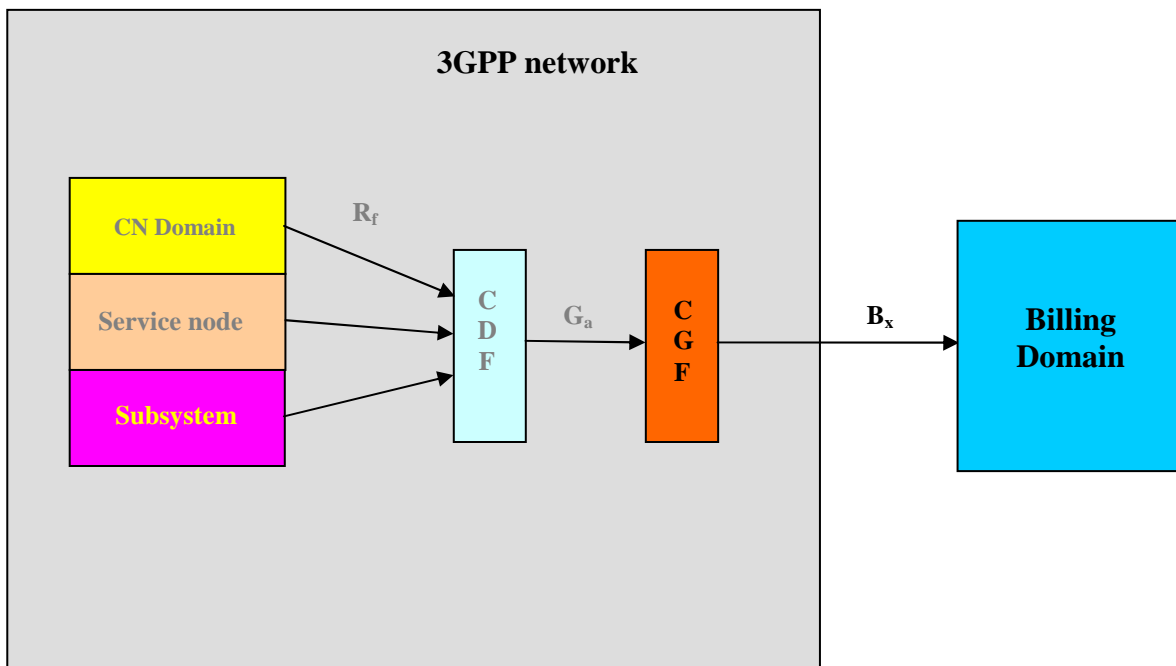 3GPP network
CN Domain
Service node
Subsystem
Rf
C
D
F
Ga
C
G
F
Bx
Billing
Domain